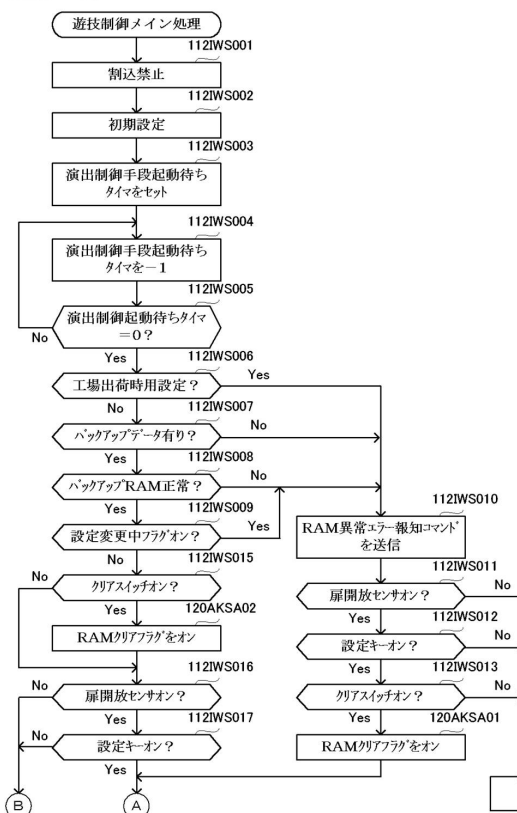 遊技制御メイン処理
112IWS001
割込禁止
112IWS002
初期設定
112IWS003
演出制御手段起動待ち
タイマをセット
112IWS004
演出制御手段起動待ち
タイマを－1
112IWS005
演出制御起動待ちタイマ
＝0？
No
Yes
112IWS006
工場出荷時用設定？
Yes
No
112IWS007
バックアップデータ有り？
No
Yes
112IWS008
バックアップRAM正常？
No
Yes
112IWS009
設定変更中フラグオン？
Yes
No
112IWS010
RAM異常エラー報知コマンド
を送信
112IWS011
扉開放センサオン？
No
Yes
112IWS012
設定キーオン？
No
Yes
112IWS013
クリアスイッチオン？
No
Yes
120AKSA01
RAMクリアフラグをオン
112IWS015
クリアスイッチオン？
No
Yes
120AKSA02
RAMクリアフラグをオン
112IWS016
扉開放センサオン？
No
Yes
112IWS017
設定キーオン？
No
Yes
B
A